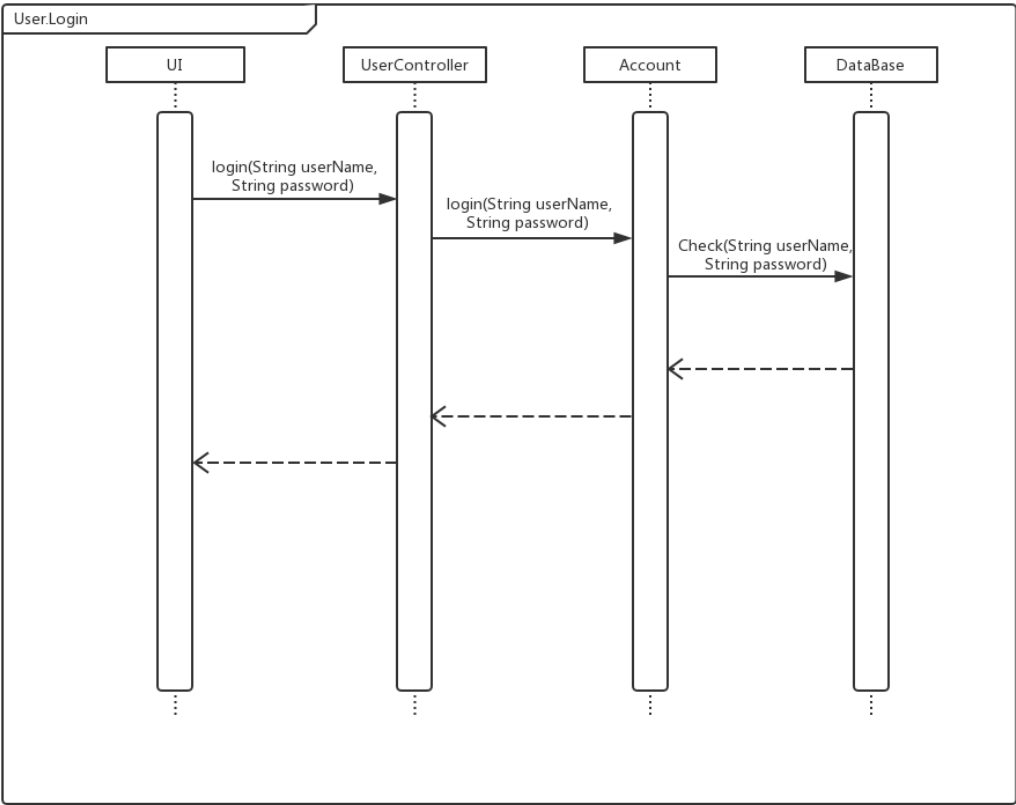 User.Login
UI
UserController
Account
DataBase
login(String userName,
String password)
login(String userName,
String password)
Check(String userName,
String password)